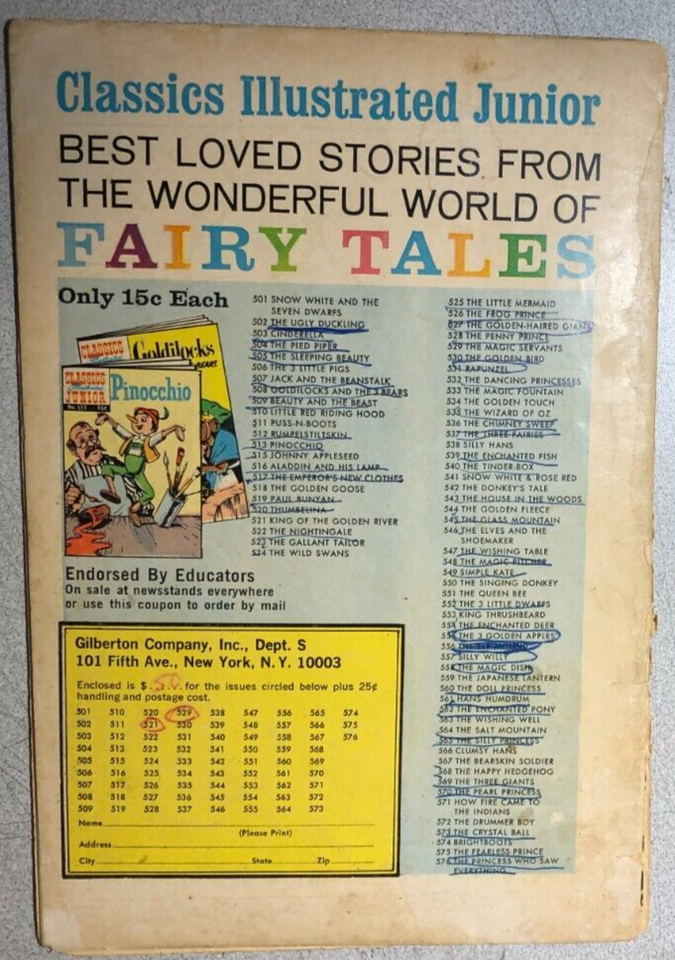 Classics Illustrated Junior
BEST LOVED STORIES FROM
THE WONDERFUL WORLD OF
FAIRY TALES
Only 15c Each
CLASSICS
Goldilocks
CLASSICS
JUNIOR
Pinocchio
501 SNOW WHITE AND THE
SEVEN DWARFS
502 THE UGLY DUCKLING
503 CINDERELLA
504 THE PIED PIPER
505 THE SLEEPING BEAUTY
506 THE 3 LITTLE PIGS
507 JACK AND THE BEANSTALK
508 GOLDILOCKS AND THE 3 BEARS
509 BEAUTY AND THE BEAST
510 LITTLE RED RIDING HOOD
511 PUSS-N-BOOTS
512 RUMPELSTILTSKIN
513 PINOCCHIO
515 JOHNNY APPLESEED
516 ALADDIN AND HIS LAMP
517 THE EMPEROR'S NEW CLOTHES
518 THE GOLDEN GOOSE
519 PAUL BUNYAN
520 THUMBELINA
521 KING OF THE GOLDEN RIVER
522 THE NIGHTINGALE
523 THE GALLANT TAILOR
524 THE WILD SWANS
525 THE LITTLE MERMAID
526 THE FROG PRINCE
527 THE GOLDEN-HAIRED GIANT
528 THE PENNY PRINCE
529 THE MAGIC SERVANTS
530 THE GOLDEN BIRD
531 RAPUNZEL
532 THE DANCING PRINCESSES
533 THE MAGIC FOUNTAIN
534 THE GOLDEN TOUCH
535 THE WIZARD OF OZ
536 THE CHIMNEY SWEEP
537 THE THREE FAIRIES
538 SILLY HANS
539 THE ENCHANTED FISH
540 THE TINDER-BOX
541 SNOW WHITE & ROSE RED
542 THE DONKEY'S TALE
543 THE HOUSE IN THE WOODS
544 THE GOLDEN FLEECE
545 THE GLASS MOUNTAIN
546 THE ELVES AND THE
SHOEMAKER
547 THE WISHING TABLE
548 THE MAGIC PITCHER
549 SIMPLE KATE
550 THE SINGING DONKEY
551 THE QUEEN BEE
552 THE 3 LITTLE DWARFS
553 KING THRUSHBEARD
554 THE ENCHANTED DEER
555 THE 3 GOLDEN APPLES
556 THE ELF MOUND
557 SILLY WILLY
558 THE MAGIC DISH
559 THE JAPANESE LANTERN
560 THE DOLL PRINCESS
561 HANS HUMDRUM
562 THE ENCHANTED PONY
563 THE WISHING WELL
564 THE SALT MOUNTAIN
565 THE SILLY PRINCESS
566 CLUMSY HANS
567 THE BEARSKIN SOLDIER
568 THE HAPPY HEDGEHOG
569 THE THREE GIANTS
570 THE PEARL PRINCESS
571 HOW FIRE CAME TO
THE INDIANS
572 THE DRUMMER BOY
573 THE CRYSTAL BALL
574 BRIGHTBOOTS
575 THE FEARLESS PRINCE
576 THE PRINCESS WHO SAW
EVERYTHING
Endorsed By Educators
On sale at newsstands everywhere
or use this coupon to order by mail
Gilberton Company, Inc., Dept. S
101 Fifth Ave., New York, N. Y. 10003
Enclosed is $ .50 for the issues circled below plus 25¢
handling and postage cost.
501 510 520 529 538 547 556 565 574
502 511 521 530 539 548 557 566 575
503 512 522 531 540 549 558 567 576
504 513 523 532 541 550 559 568
505 515 524 533 542 551 560 569
506 516 525 534 543 552 561 570
507 517 526 535 544 553 562 571
508 518 527 536 545 554 563 572
509 519 528 537 546 555 564 573
Name
(Please Print)
Address
City State Zip